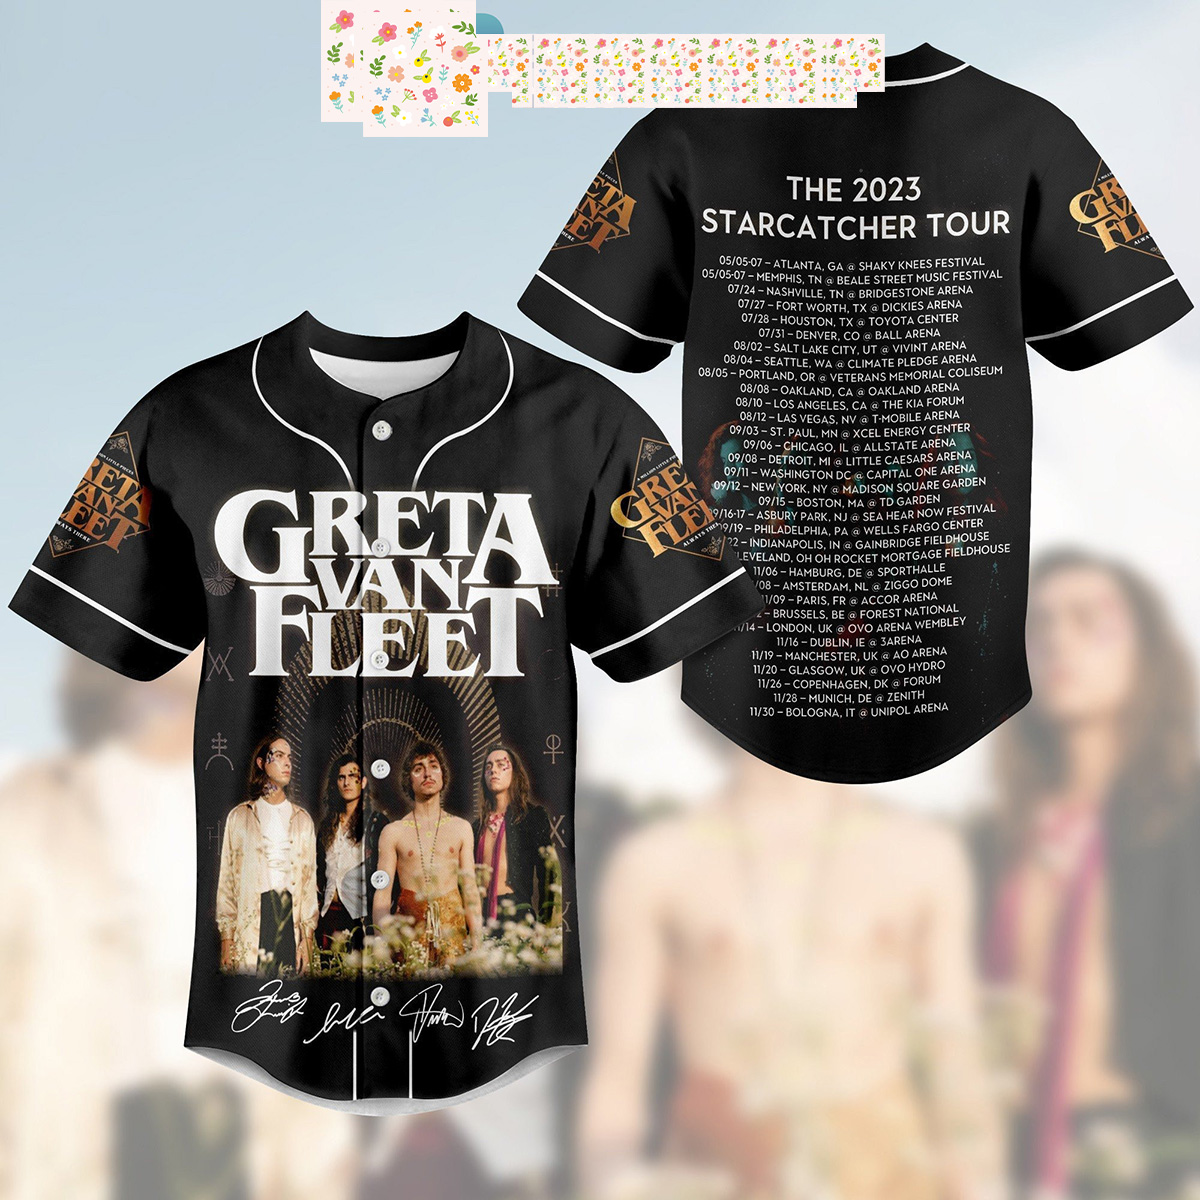 THE 2023
STARCATCHER TOUR
05/05-07 – ATLANTA, GA @ SHAKY KNEES FESTIVAL
05/05-07 – MEMPHIS, TN @ BEALE STREET MUSIC FESTIVAL
07/24 – NASHVILLE, TN @ BRIDGESTONE ARENA
07/27 – FORT WORTH, TX @ DICKIES ARENA
07/28 – HOUSTON, TX @ TOYOTA CENTER
07/31 – DENVER, CO @ BALL ARENA
08/02 – SALT LAKE CITY, UT @ VIVINT ARENA
08/04 – SEATTLE, WA @ CLIMATE PLEDGE ARENA
08/05 – PORTLAND, OR @ VETERANS MEMORIAL COLISEUM
08/08 – OAKLAND, CA @ OAKLAND ARENA
08/10 – LOS ANGELES, CA @ THE KIA FORUM
08/12 – LAS VEGAS, NV @ T-MOBILE ARENA
09/03 – ST. PAUL, MN @ XCEL ENERGY CENTER
09/06 – CHICAGO, IL @ ALLSTATE ARENA
09/08 – DETROIT, MI @ LITTLE CAESARS ARENA
09/11 – WASHINGTON DC @ CAPITAL ONE ARENA
09/12 – NEW YORK, NY @ MADISON SQUARE GARDEN
09/15 – BOSTON, MA @ TD GARDEN
9/16-17 – ASBURY PARK, NJ @ SEA HEAR NOW FESTIVAL
9/19 – PHILADELPHIA, PA @ WELLS FARGO CENTER
22 – INDIANAPOLIS, IN @ GAINBRIDGE FIELDHOUSE
CLEVELAND, OH OH ROCKET MORTGAGE FIELDHOUSE
11/06 – HAMBURG, DE @ SPORTHALLE
/08 – AMSTERDAM, NL @ ZIGGO DOME
11/09 – PARIS, FR @ ACCOR ARENA
– BRUSSELS, BE @ FOREST NATIONAL
11/14 – LONDON, UK @ OVO ARENA WEMBLEY
11/16 – DUBLIN, IE @ 3ARENA
11/19 – MANCHESTER, UK @ AO ARENA
11/20 – GLASGOW, UK @ OVO HYDRO
11/26 – COPENHAGEN, DK @ FORUM
11/28 – MUNICH, DE @ ZENITH
11/30 – BOLOGNA, IT @ UNIPOL ARENA
GRETA
VAN
FLEET
GRETA
VAN
FLEET
ALWAYS THERE